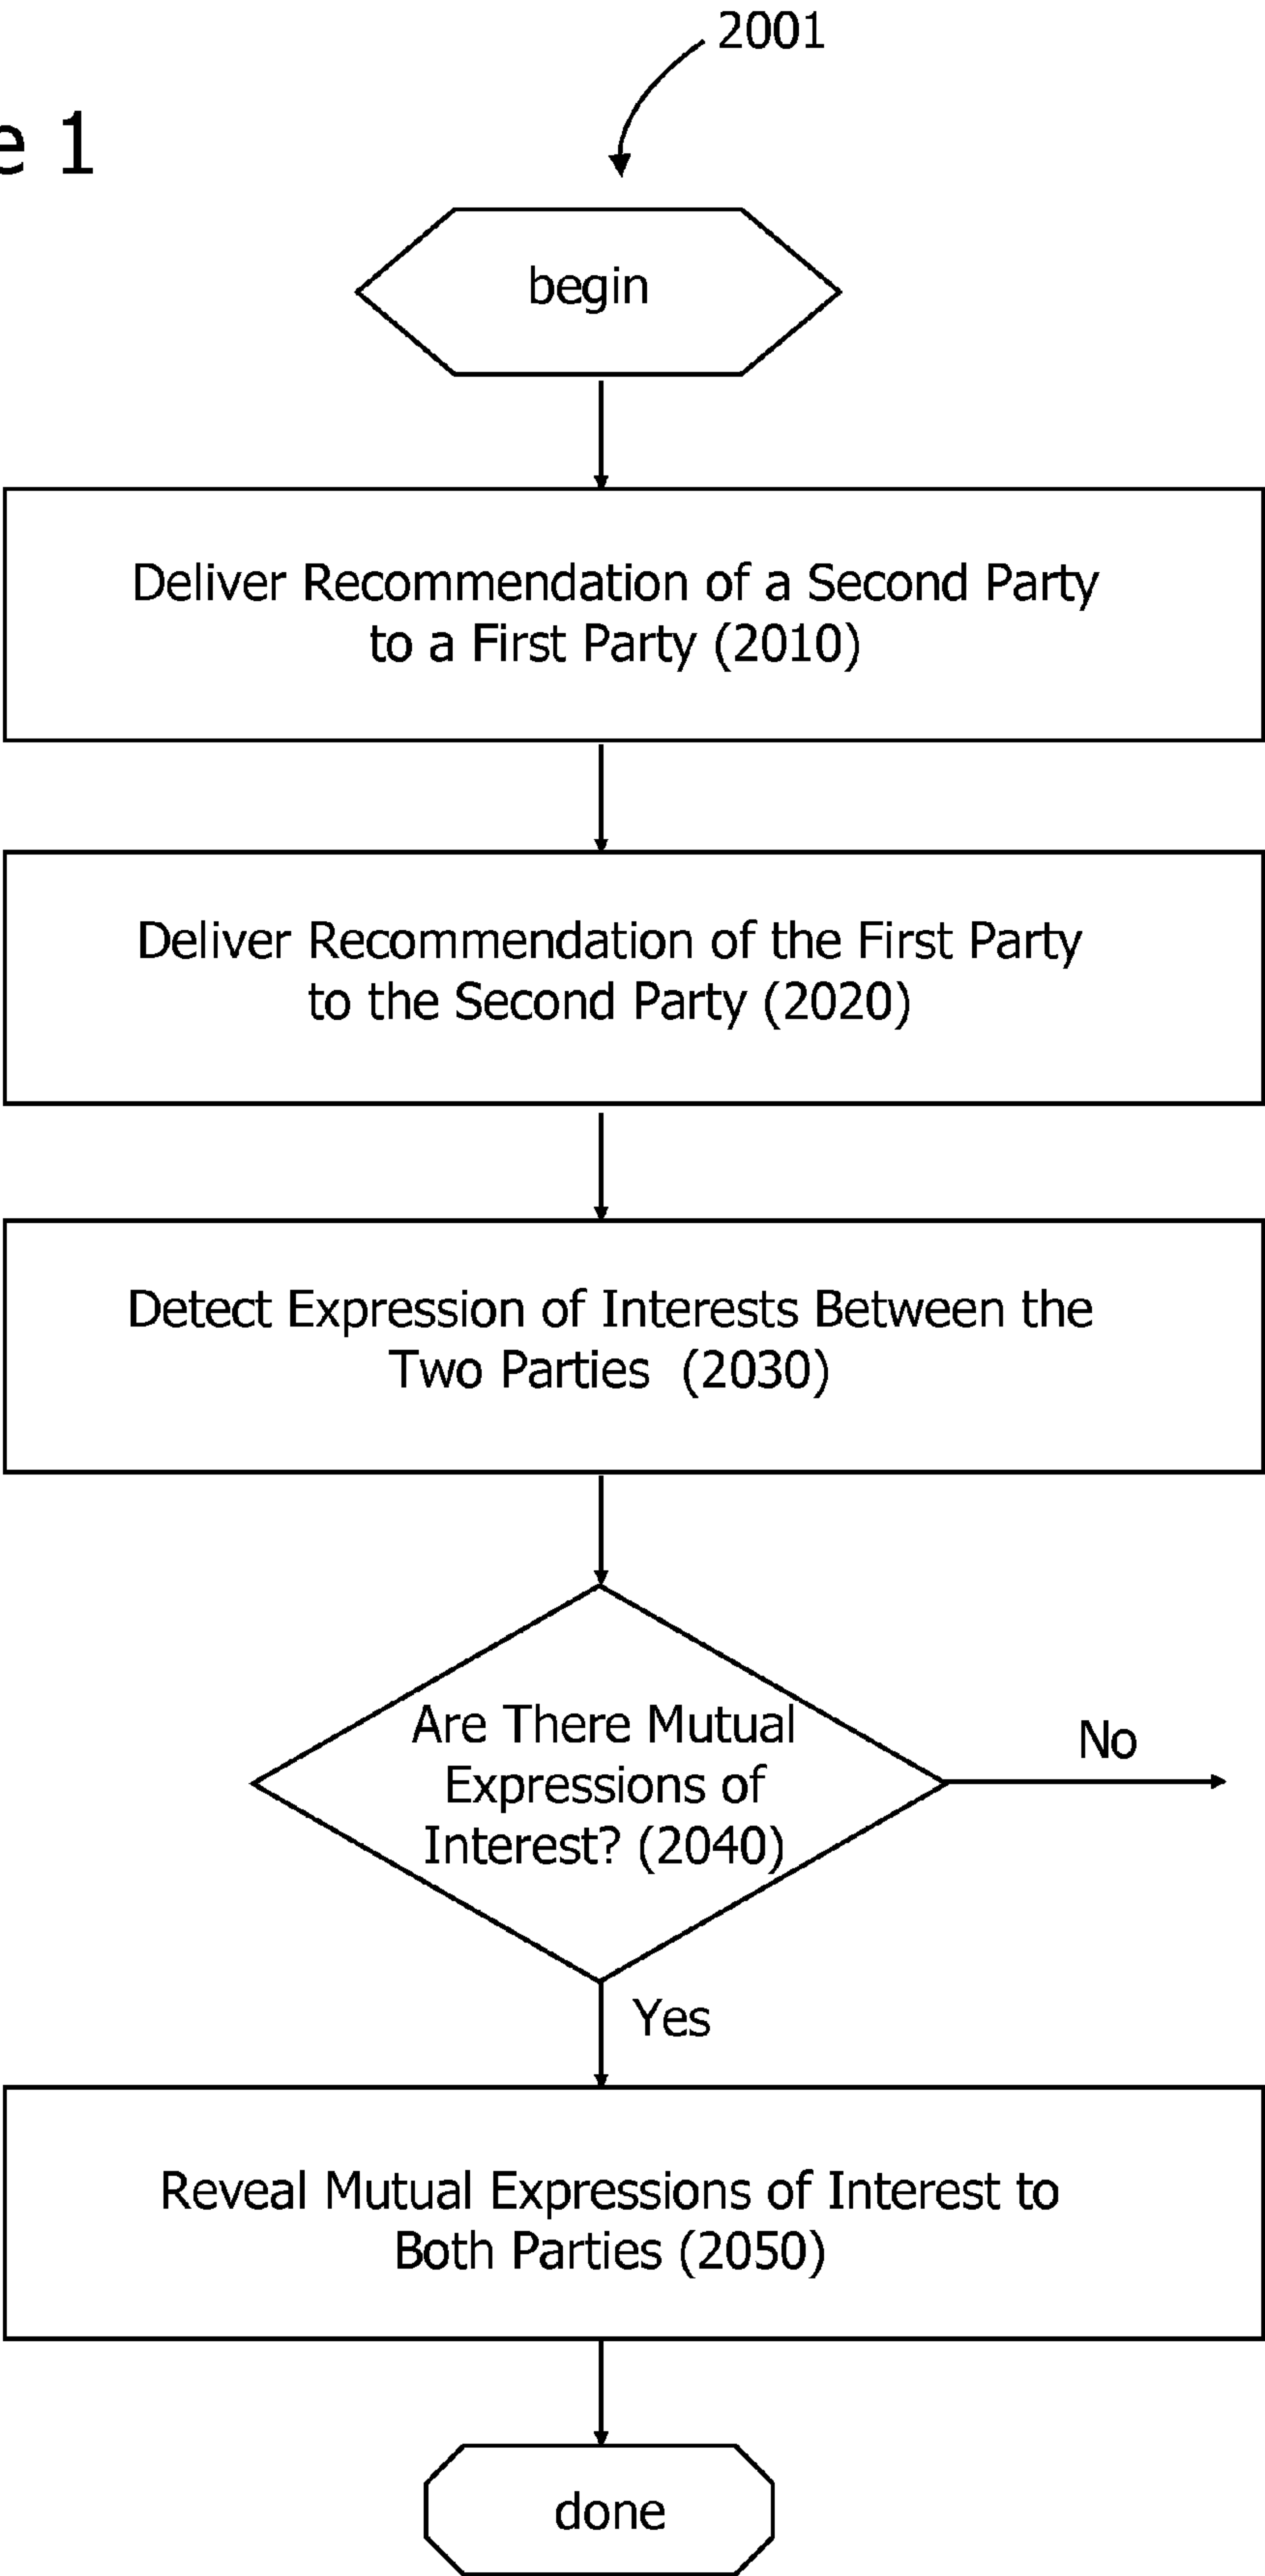 2001
e 1
begin
Deliver Recommendation of a Second Party
to a First Party (2010)
Deliver Recommendation of the First Party
to the Second Party (2020)
Detect Expression of Interests Between the
Two Parties (2030)
Are There Mutual
Expressions of
Interest? (2040)
No
Yes
Reveal Mutual Expressions of Interest to
Both Parties (2050)
done